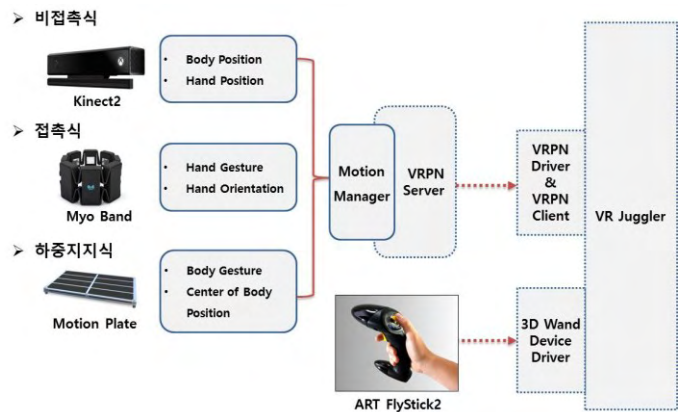 ➢ 비접촉식
Kinect2
• Body Position
• Hand Position
➢ 접촉식
Myo Band
• Hand Gesture
• Hand Orientation
➢ 하중지지식
Motion Plate
• Body Gesture
• Center of Body
Position
Motion
Manager
VRPN
Server
ART FlyStick2
VRPN
Driver
&
VRPN
Client
3D Wand
Device
Driver
VR Juggler